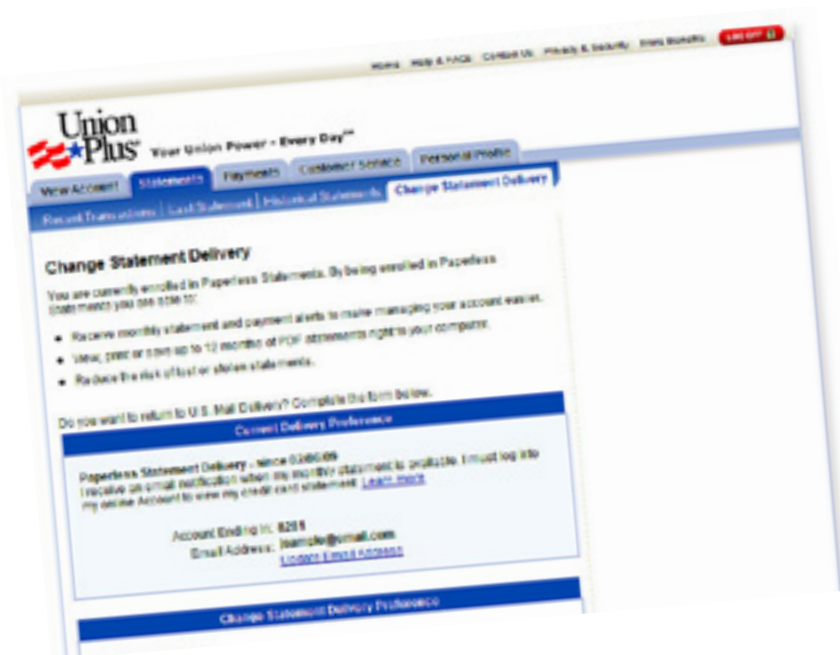 Home Help & FAQs Contact Us Privacy & Security LOG OFF
Union
Plus Your Union Power - Every Day℠
View Account Statements Payments Customer Service Personal Profile
Recent Transactions | Last Statement | Historical Statements Change Statement Delivery
Change Statement Delivery
You are currently enrolled in Paperless Statements. By being enrolled in Paperless
Statements you are able to:
• Receive monthly statement and payment alerts to make managing your account easier.
• View, print or save up to 12 months of PDF statements right to your computer.
• Reduce the risk of lost or stolen statements.
Do you want to return to U.S. Mail Delivery? Complete the form below.
Current Delivery Preference
Paperless Statement Delivery - since
I receive an email notification when my monthly statement is available. I must log into
my online Account to view my credit card statement. Learn more
Account Ending In:
Email Address:
Update Email Address
Change Statement Delivery Preference